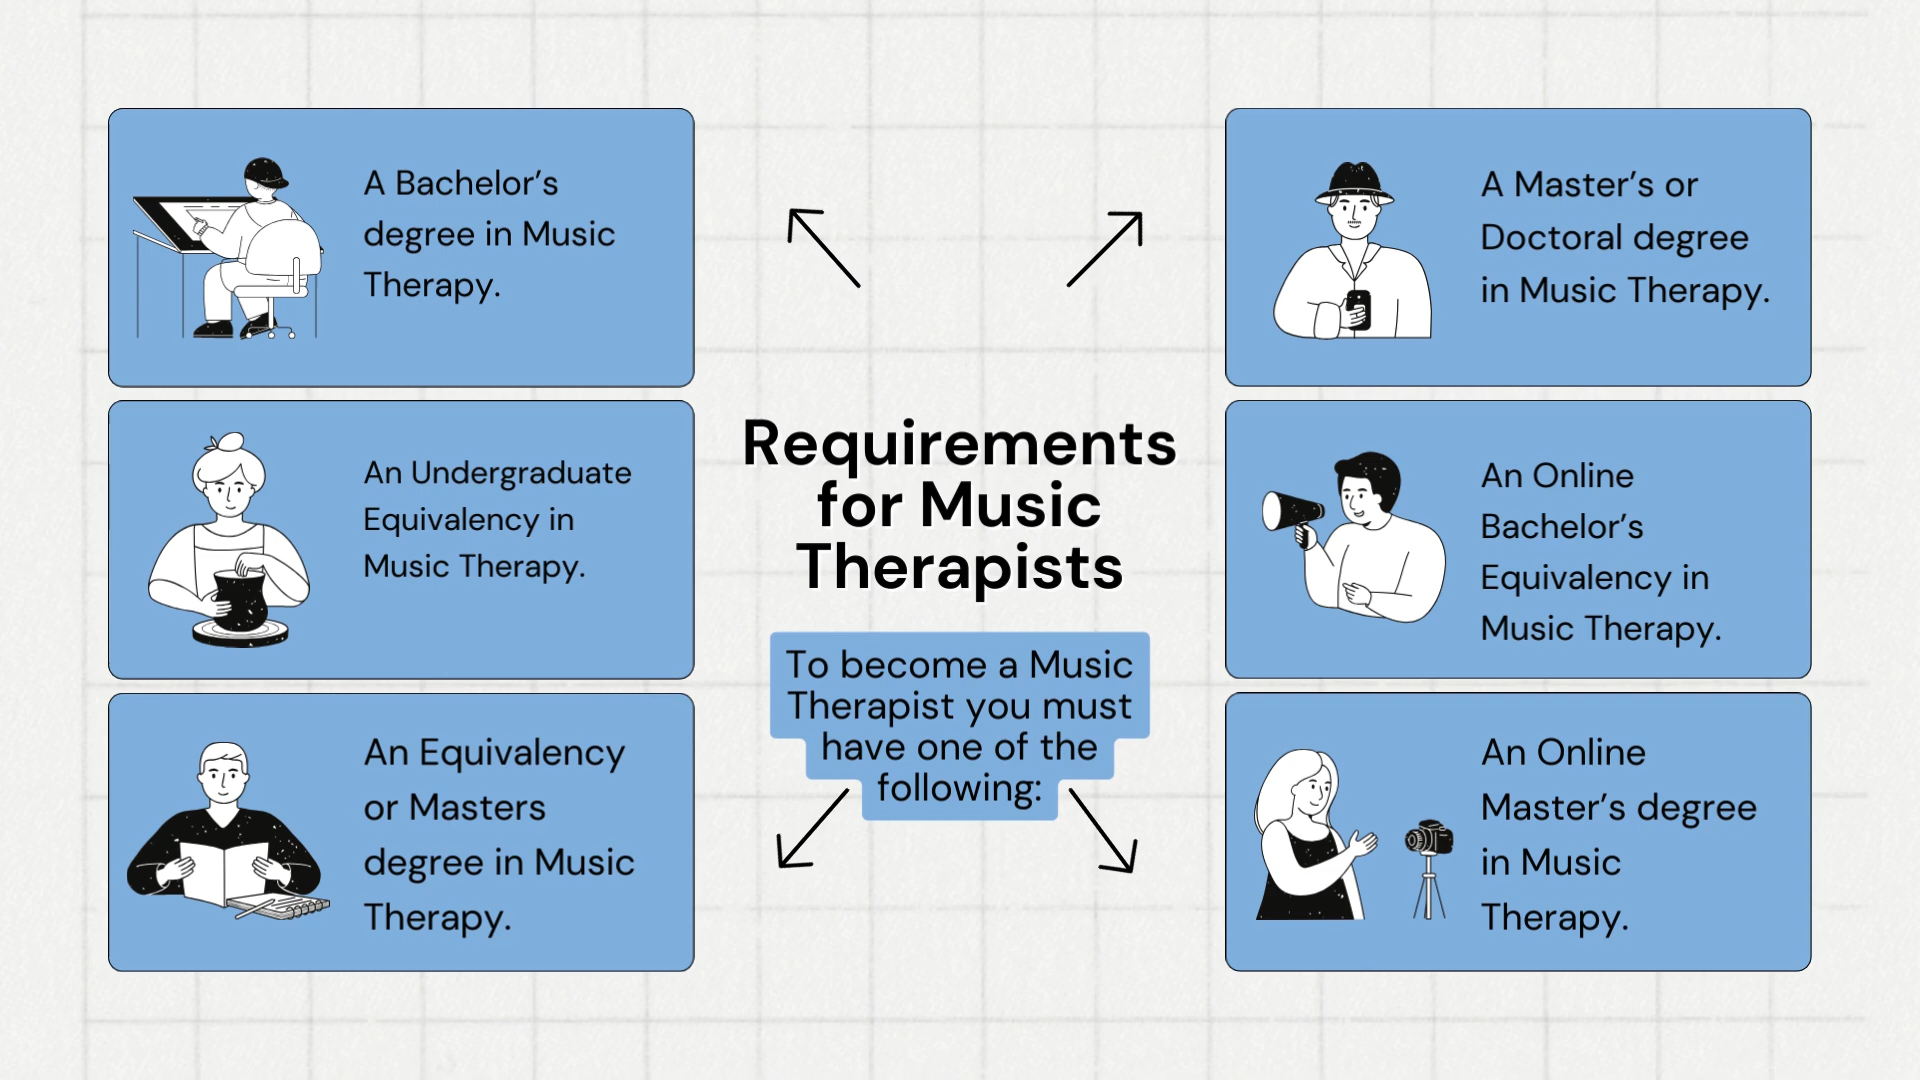 Requirements
for Music
Therapists
To become a Music
Therapist you must
have one of the
following:
A Bachelor’s
degree in Music
Therapy.
An Undergraduate
Equivalency in
Music Therapy.
An Equivalency
or Masters
degree in Music
Therapy.
A Master’s or
Doctoral degree
in Music Therapy.
An Online
Bachelor’s
Equivalency in
Music Therapy.
An Online
Master’s degree
in Music
Therapy.